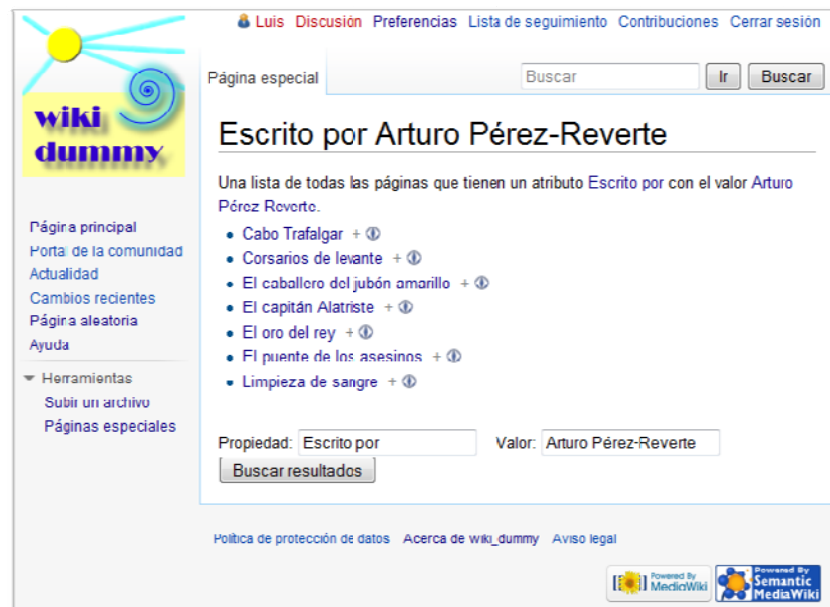 Luis Discusión Preferencias Lista de seguimiento Contribuciones Cerrar sesión
Página especial
Buscar Ir Buscar
wiki
dummy
Escrito por Arturo Pérez-Reverte
Una lista de todas las páginas que tienen un atributo Escrito por con el valor Arturo
Pérez Reverte.
Cabo Trafalgar +
Corsarios de levante +
El caballero del jubón amarillo +
El capitán Alatriste +
El oro del rey +
El puente de los asesinos +
Limpieza de sangre +
Propiedad: Escrito por Valor: Arturo Pérez-Reverte
Buscar resultados
Página principal
Portal de la comunidad
Actualidad
Cambios recientes
Página aleatoria
Ayuda
Herramientas
Subir un archivo
Páginas especiales
Política de protección de datos Acerca de wiki_dummy Aviso legal
Powered By
MediaWiki
Powered By
Semantic
MediaWiki